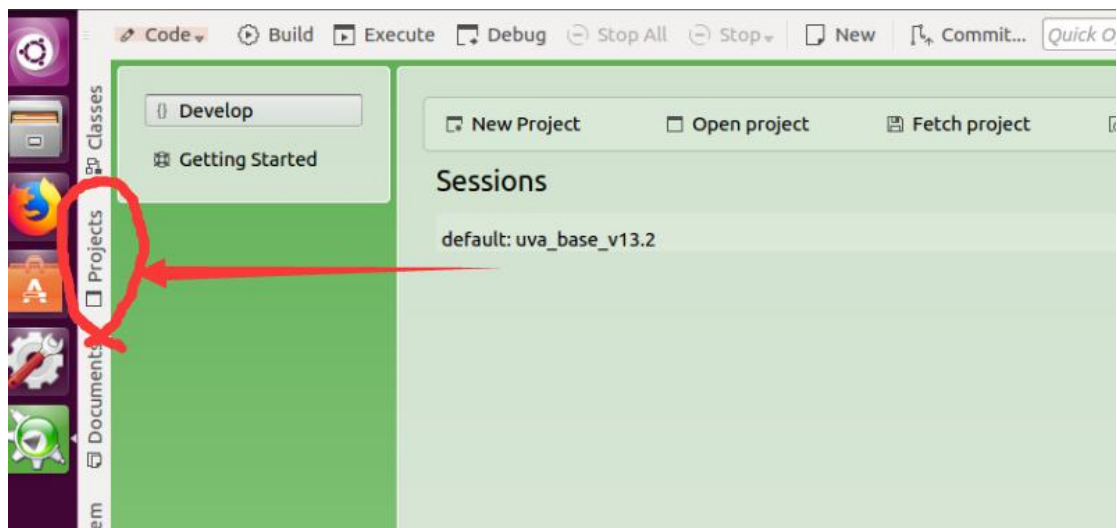 Code Build Execute Debug Stop All Stop New Commit... Quick O
Classes
Projects
Documents
em
Develop
Getting Started
New Project Open project Fetch project
Sessions
default: uva_base_v13.2